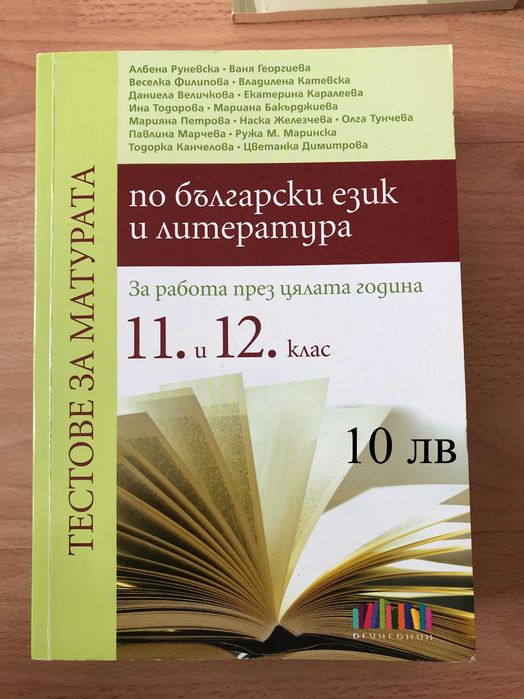 Албена Руневска • Ваня Георгиева
Веселка Филипова • Владилена Катевска
Даниела Величкова • Екатерина Каралеева
Ина Тодорова • Мариана Бакърджиева
Марияна Петрова • Наска Железчева • Олга Тунчева
Павлина Марчева • Ружа М. Маринска
Тодорка Канчелова • Цветанка Димитрова
ТЕСТОВЕ ЗА МАТУРАТА
по български език
и литература
За работа през цялата година
11. и 12. клас
10 лв
БГУЧЕБНИК